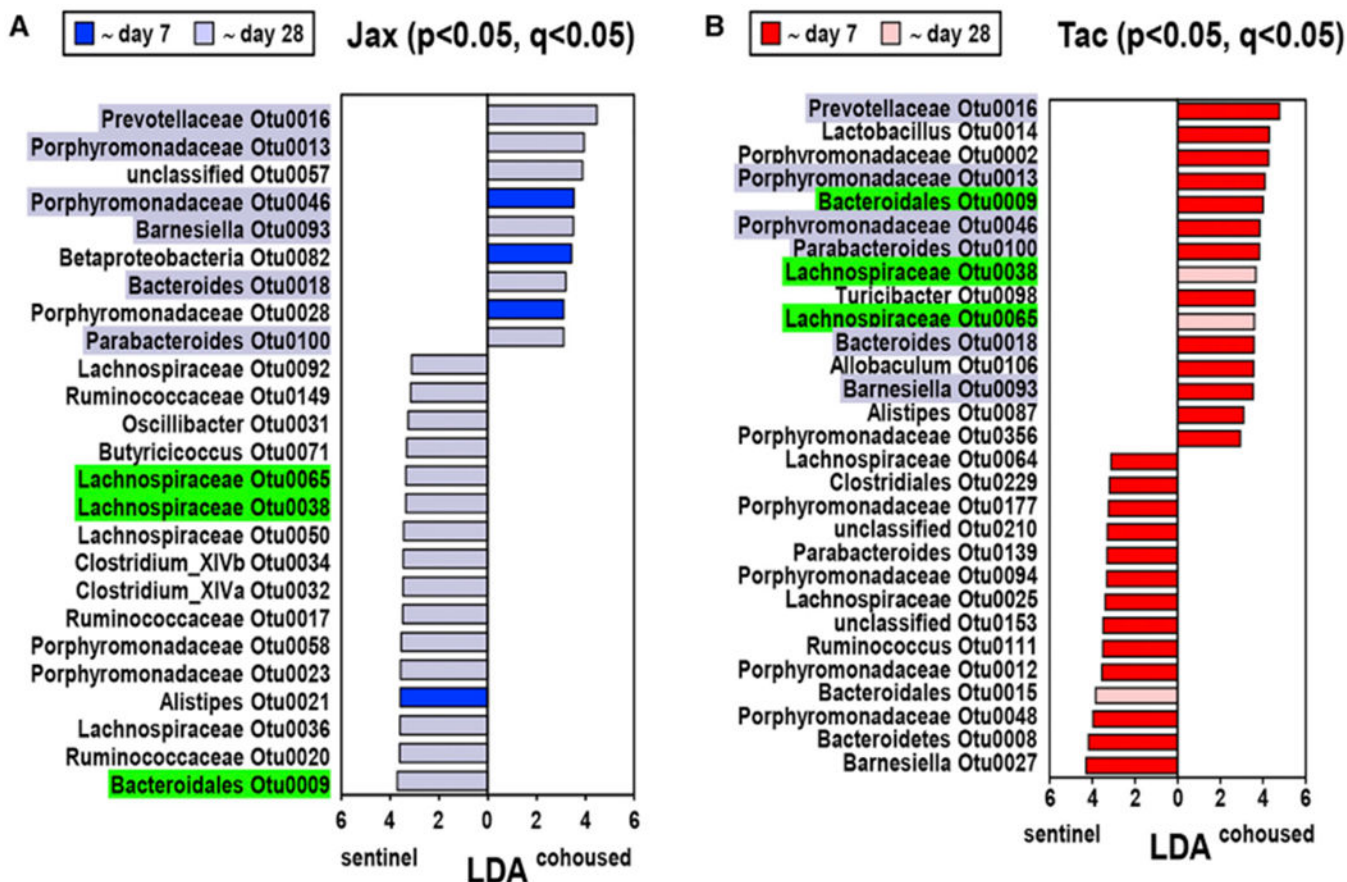 A
~ day 7
~ day 28
Jax (p<0.05, q<0.05)
Prevotellaceae Otu0016
Porphyromonadaceae Otu0013
unclassified Otu0057
Porphyromonadaceae Otu0046
Barnesiella Otu0093
Betaproteobacteria Otu0082
Bacteroides Otu0018
Porphyromonadaceae Otu0028
Parabacteroides Otu0100
Lachnospiraceae Otu0092
Ruminococcaceae Otu0149
Oscillibacter Otu0031
Butyricicoccus Otu0071
Lachnospiraceae Otu0065
Lachnospiraceae Otu0038
Lachnospiraceae Otu0050
Clostridium_XIVb Otu0034
Clostridium_XIVa Otu0032
Ruminococcaceae Otu0017
Porphyromonadaceae Otu0058
Porphyromonadaceae Otu0023
Alistipes Otu0021
Lachnospiraceae Otu0036
Ruminococcaceae Otu0020
Bacteroidales Otu0009
6 4 2 0 2 4 6
sentinel LDA cohoused
B
~ day 7
~ day 28
Tac (p<0.05, q<0.05)
Prevotellaceae Otu0016
Lactobacillus Otu0014
Porphyromonadaceae Otu0002
Porphyromonadaceae Otu0013
Bacteroidales Otu0009
Porphyromonadaceae Otu0046
Parabacteroides Otu0100
Lachnospiraceae Otu0038
Turicibacter Otu0098
Lachnospiraceae Otu0065
Bacteroides Otu0018
Allobaculum Otu0106
Barnesiella Otu0093
Alistipes Otu0087
Porphyromonadaceae Otu0356
Lachnospiraceae Otu0064
Clostridiales Otu0229
Porphyromonadaceae Otu0177
unclassified Otu0210
Parabacteroides Otu0139
Porphyromonadaceae Otu0094
Lachnospiraceae Otu0025
unclassified Otu0153
Ruminococcus Otu0111
Porphyromonadaceae Otu0012
Bacteroidales Otu0015
Porphyromonadaceae Otu0048
Bacteroidetes Otu0008
Barnesiella Otu0027
6 4 2 0 2 4 6
sentinel LDA cohoused